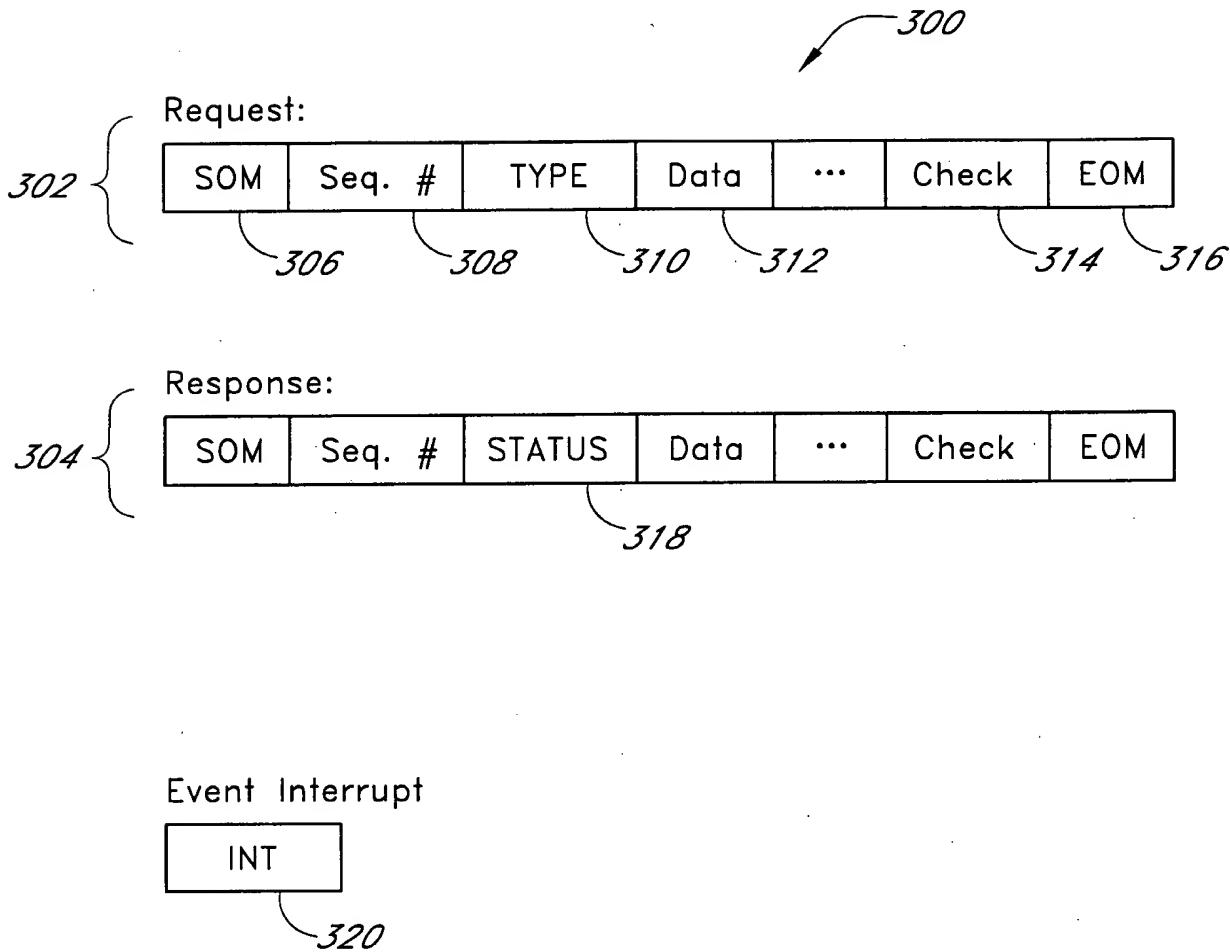 300
Request:
302 SOM Seq. # TYPE Data ... Check EOM
306 308 310 312 314 316
Response:
304 SOM Seq. # STATUS Data ... Check EOM
318
Event Interrupt
INT
320